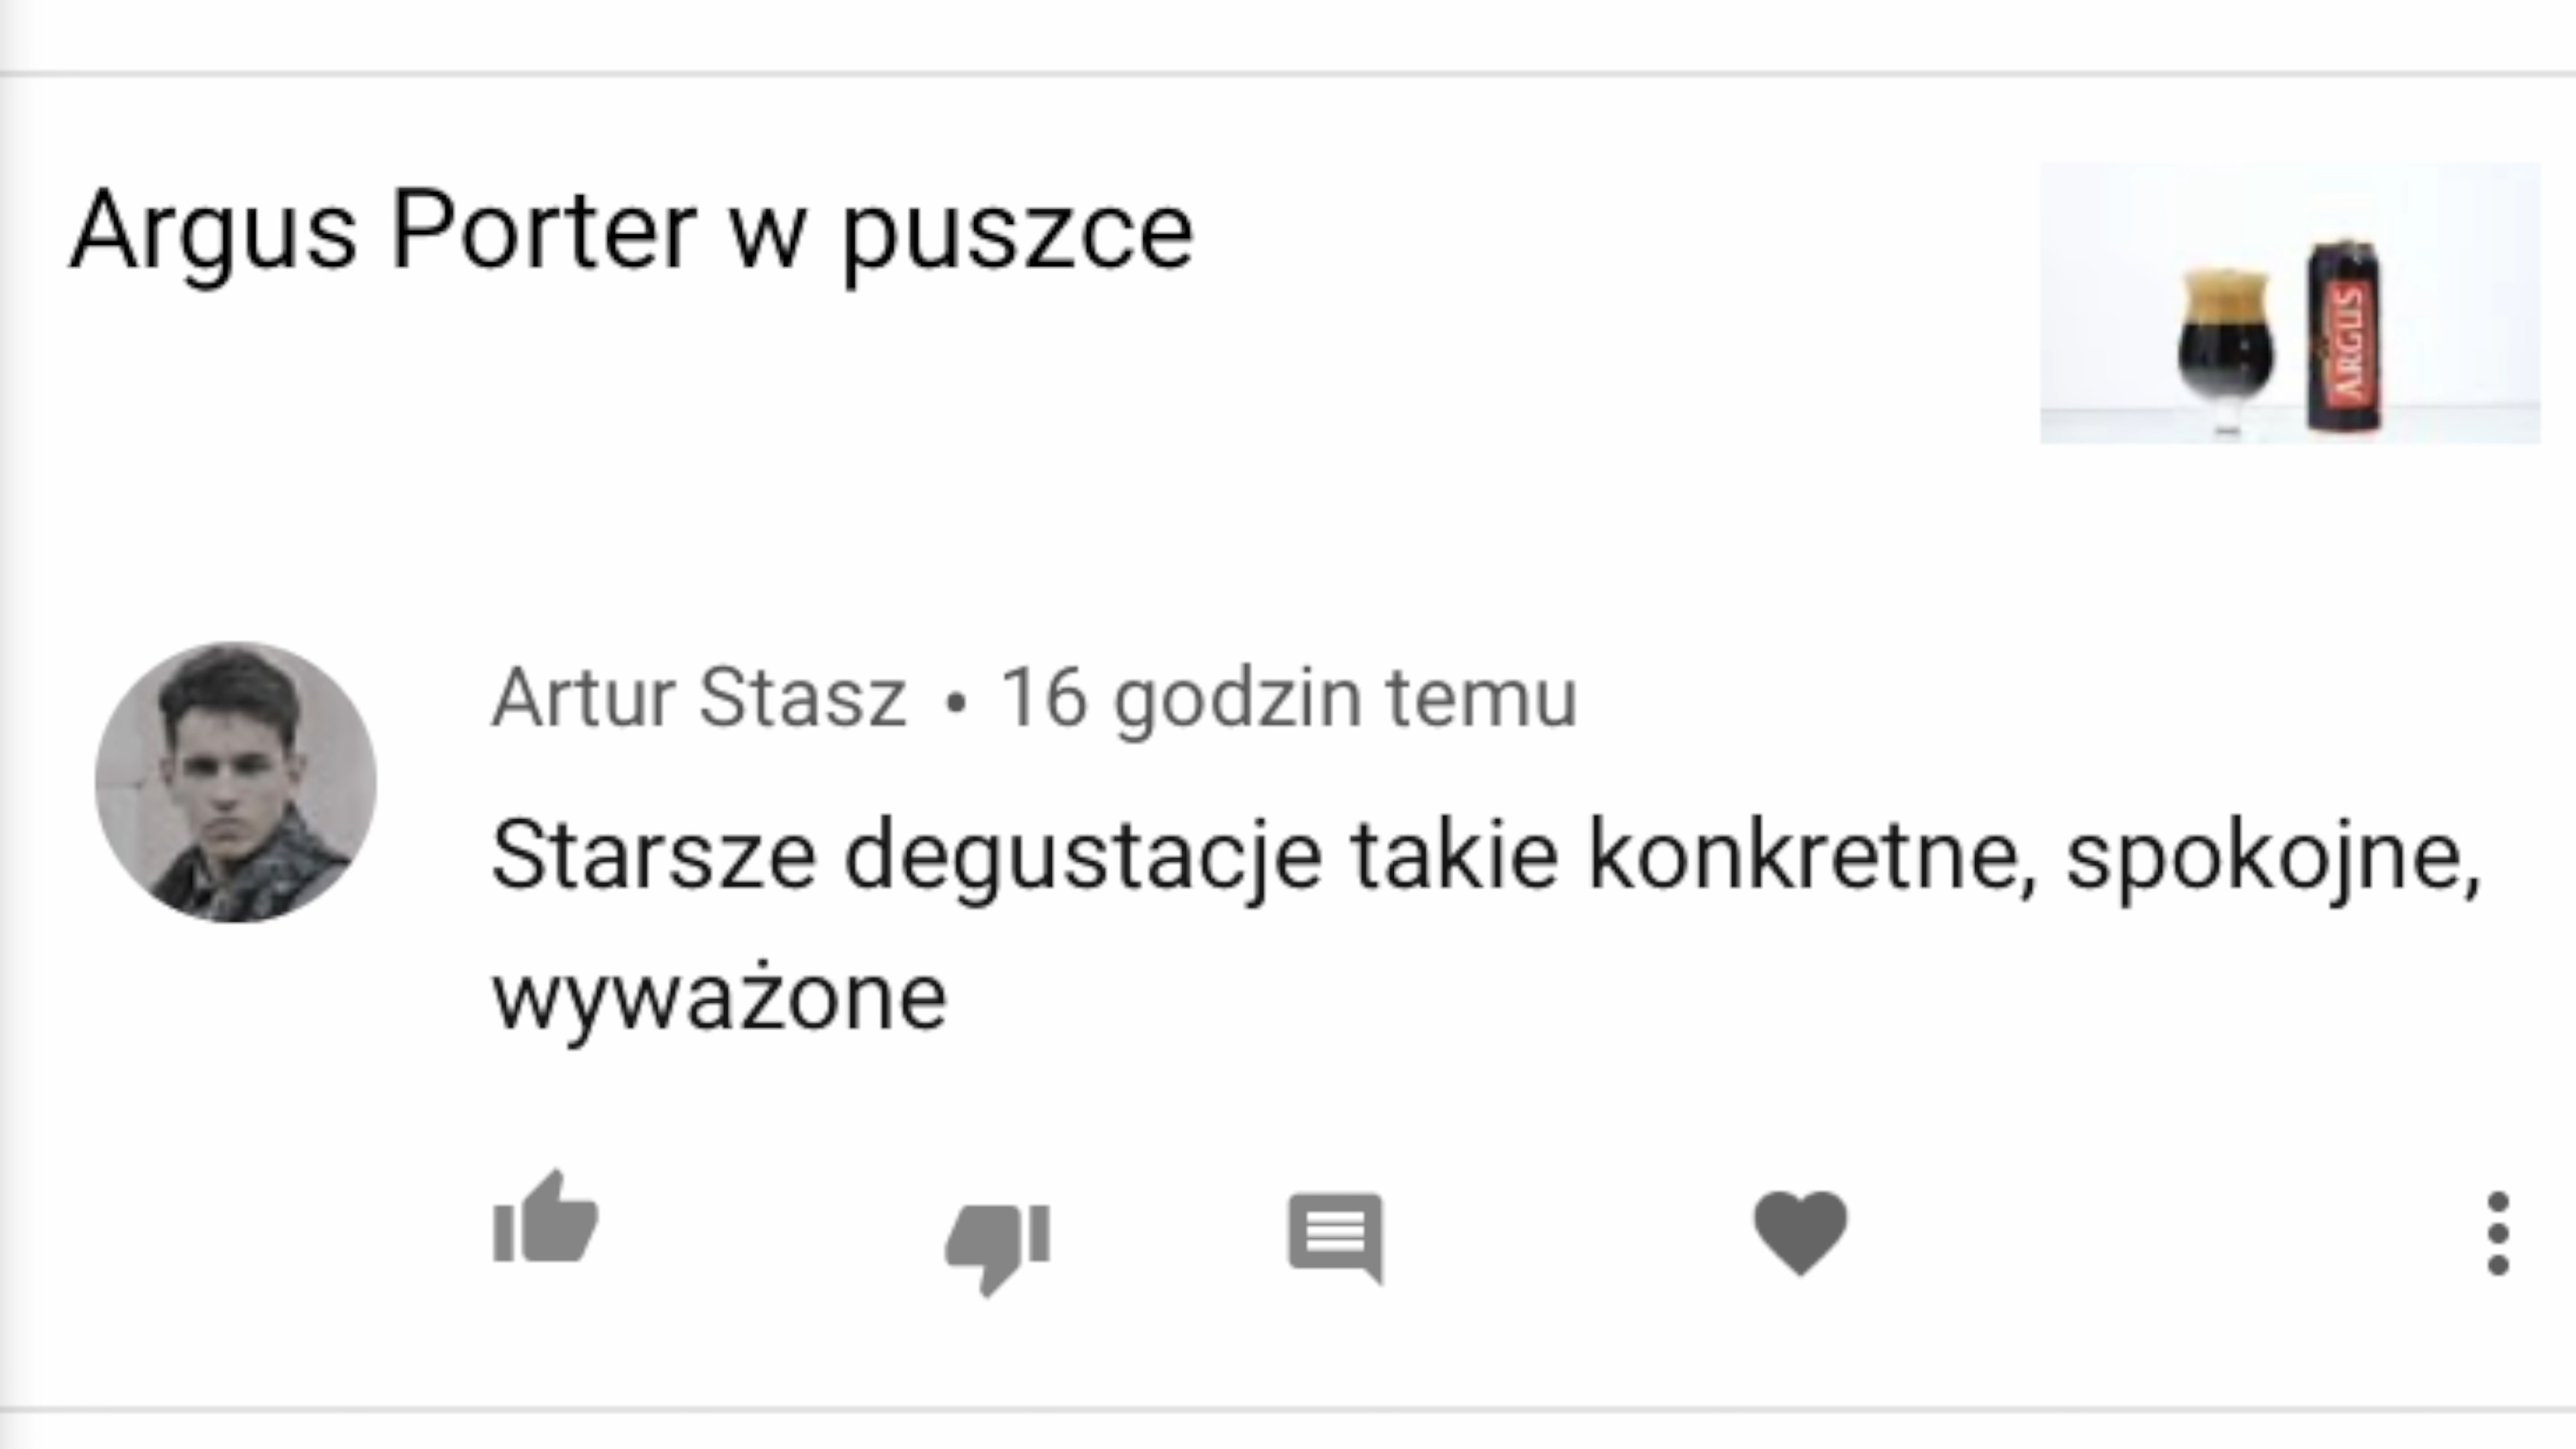 Argus Porter w puszce
ARGUS
Artur Stasz • 16 godzin temu
Starsze degustacje takie konkretne, spokojne,
wyważone